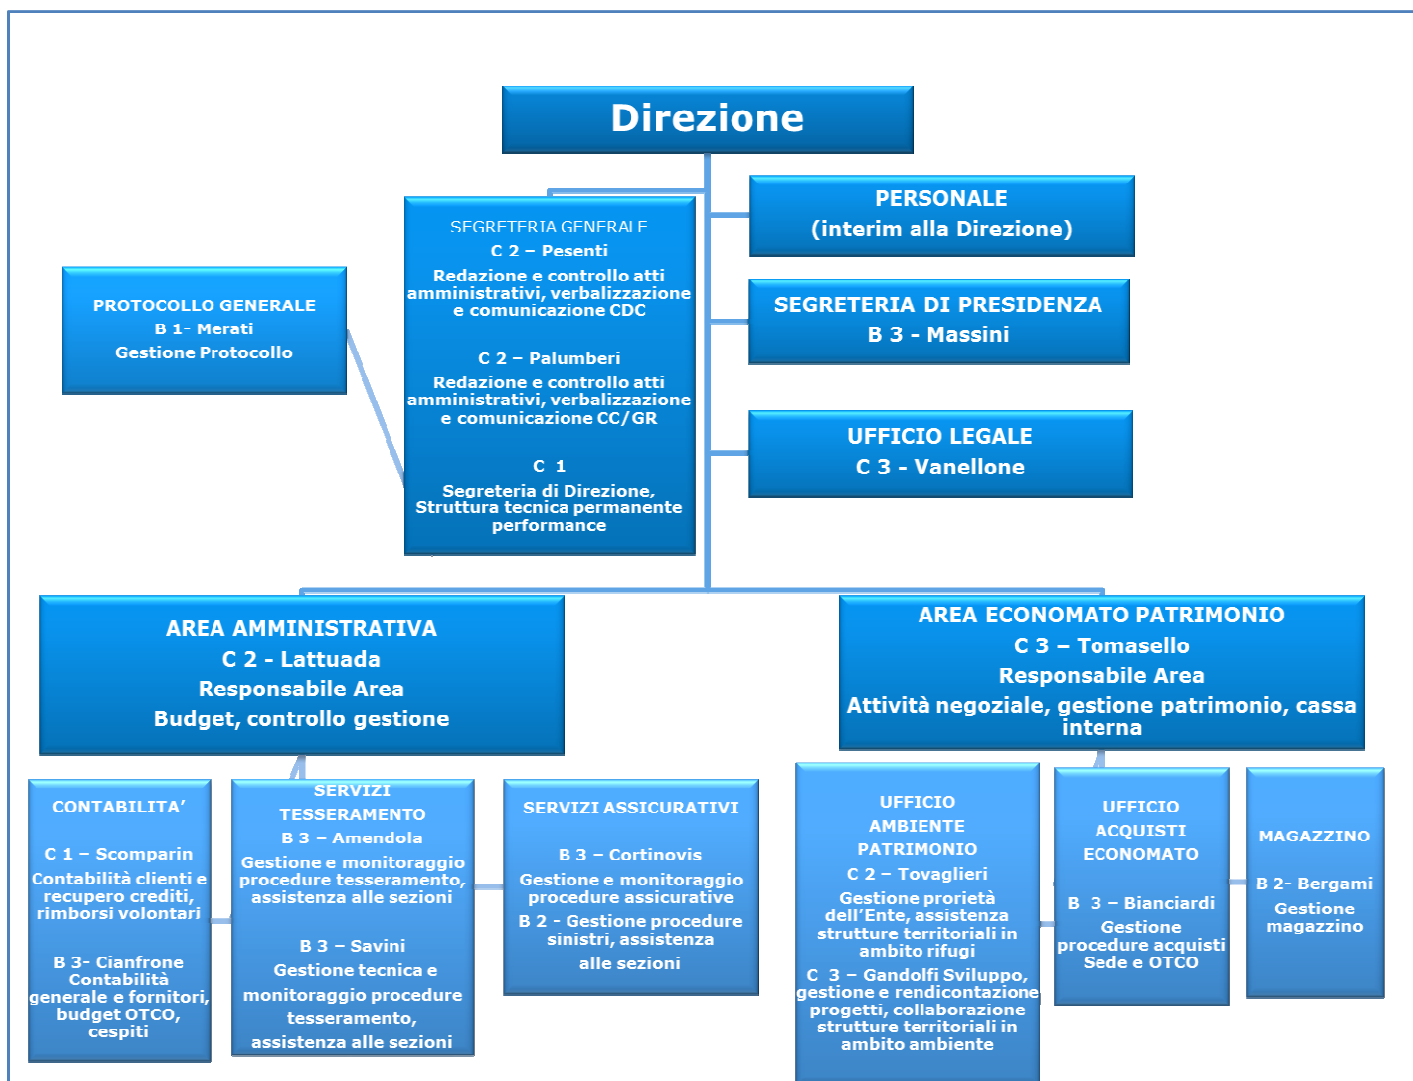 Direzione
PERSONALE
(interim alla Direzione)
SEGRETERIA GENERALE
C 2 – Pesenti
Redazione e controllo atti
amministrativi, verbalizzazione
e comunicazione CDC
C 2 – Palumberi
Redazione e controllo atti
amministrativi, verbalizzazione
e comunicazione CC/GR
C  1
Segreteria di Direzione,
Struttura tecnica permanente
performance
PROTOCOLLO GENERALE
B 1- Merati
Gestione Protocollo
SEGRETERIA DI PRESIDENZA
B 3 - Massini
UFFICIO LEGALE
C 3 - Vanellone
AREA AMMINISTRATIVA
C 2 - Lattuada
Responsabile Area
Budget, controllo gestione
AREA ECONOMATO PATRIMONIO
C 3 – Tomasello
Responsabile Area
Attività negoziale, gestione patrimonio, cassa
interna
CONTABILITA’
C 1 – Scomparin
Contabilità clienti e
recupero crediti,
rimborsi volontari
B 3- Cianfrone
Contabilità
generale e fornitori,
budget OTCO,
cespiti
SERVIZI
TESSERAMENTO
B 3 – Amendola
Gestione e monitoraggio
procedure tesseramento,
assistenza alle sezioni
B 3 – Savini
Gestione tecnica e
monitoraggio procedure
tesseramento,
assistenza alle sezioni
SERVIZI ASSICURATIVI
B 3 – Cortinovis
Gestione e monitoraggio
procedure assicurative
B 2 - Gestione procedure
sinistri, assistenza
alle sezioni
UFFICIO
AMBIENTE
PATRIMONIO
C 2 – Tovaglieri
Gestione prorietà
dell’Ente, assistenza
strutture territoriali in
ambito rifugi
C  3 – Gandolfi Sviluppo,
gestione e rendicontazione
progetti, collaborazione
strutture territoriali in
ambito ambiente
UFFICIO
ACQUISTI
ECONOMATO
B  3 – Bianciardi
Gestione
procedure acquisti
Sede e OTCO
MAGAZZINO
B 2- Bergami
Gestione
magazzino